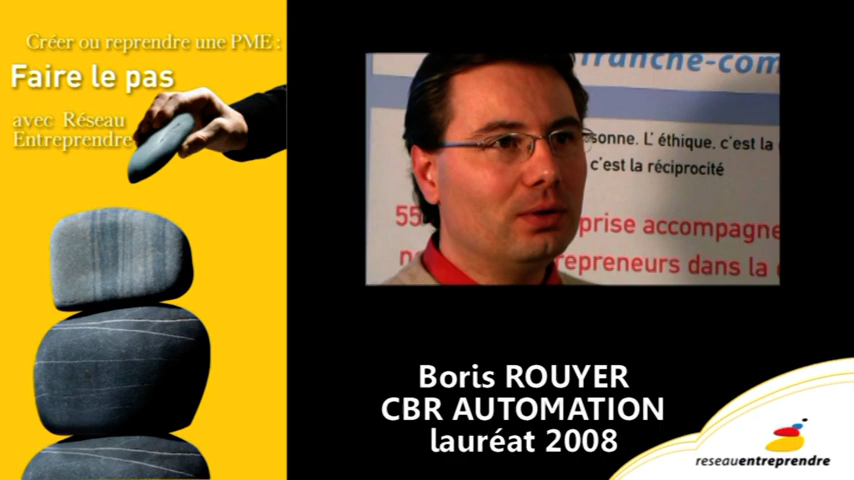 Créer ou reprendre une PME :
Faire le pas
avec Réseau
Entreprendre
franche-com
sonne. L'éthique, c'est la
c'est la réciprocité
55
prise accompagne
repreneurs dans la
Boris ROUYER
CBR AUTOMATION
lauréat 2008
reseauentreprendre